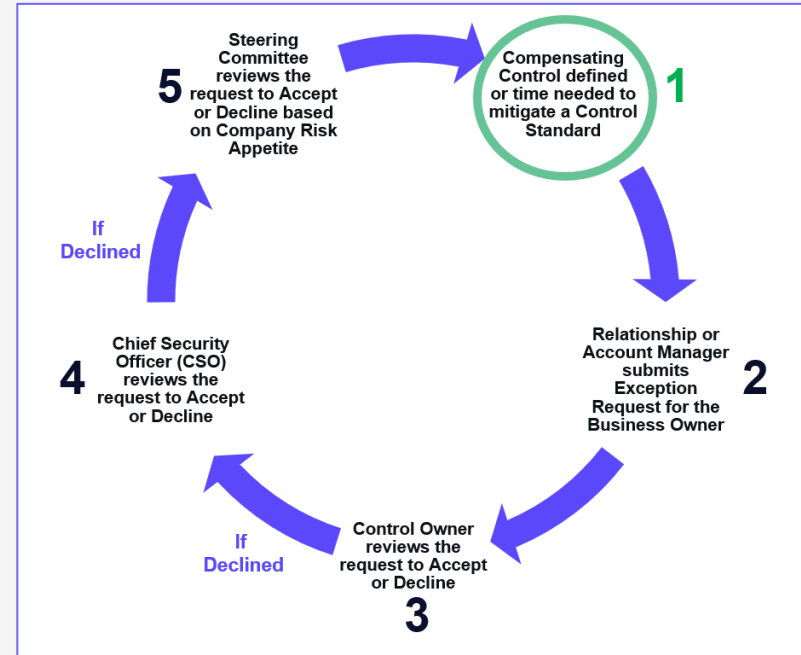 Compensating
Control defined
or time needed to
mitigate a Control
Standard
1
Relationship or
Account Manager
submits
Exception
Request for the
Business Owner
2
Control Owner
reviews the
request to Accept
or Decline
3
If
Declined
Chief Security
Officer (CSO)
reviews the
request to Accept
or Decline
4
If
Declined
Steering
Committee
reviews the
request to Accept
or Decline based
on Company Risk
Appetite
5